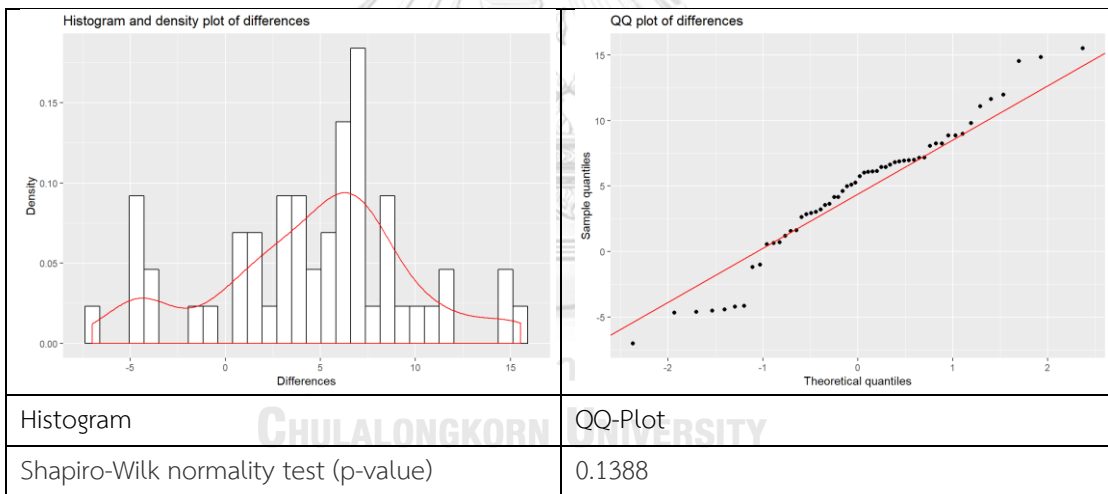 Histogram and density plot of differences
0.15
0.10
0.05
0.00
Density
-5
0
5
10
15
Differences
QQ plot of differences
15
10
5
0
-5
Sample quantiles
-2
-1
0
1
2
Theoretical quantiles
Histogram
QQ-Plot
CHULALONGKORN UNIVERSITY
Shapiro-Wilk normality test (p-value)
0.1388